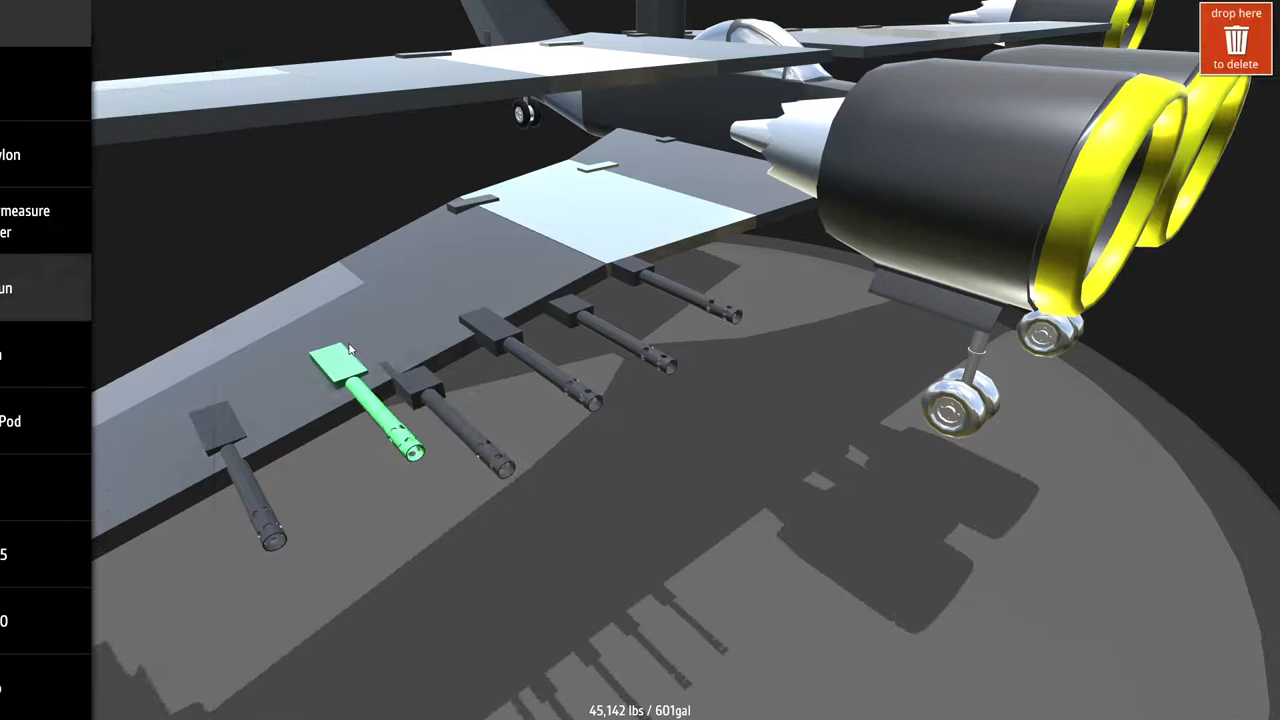 drop here
to delete
ylon
measure
er
un
Pod
5
0
45,142 lbs / 601gal